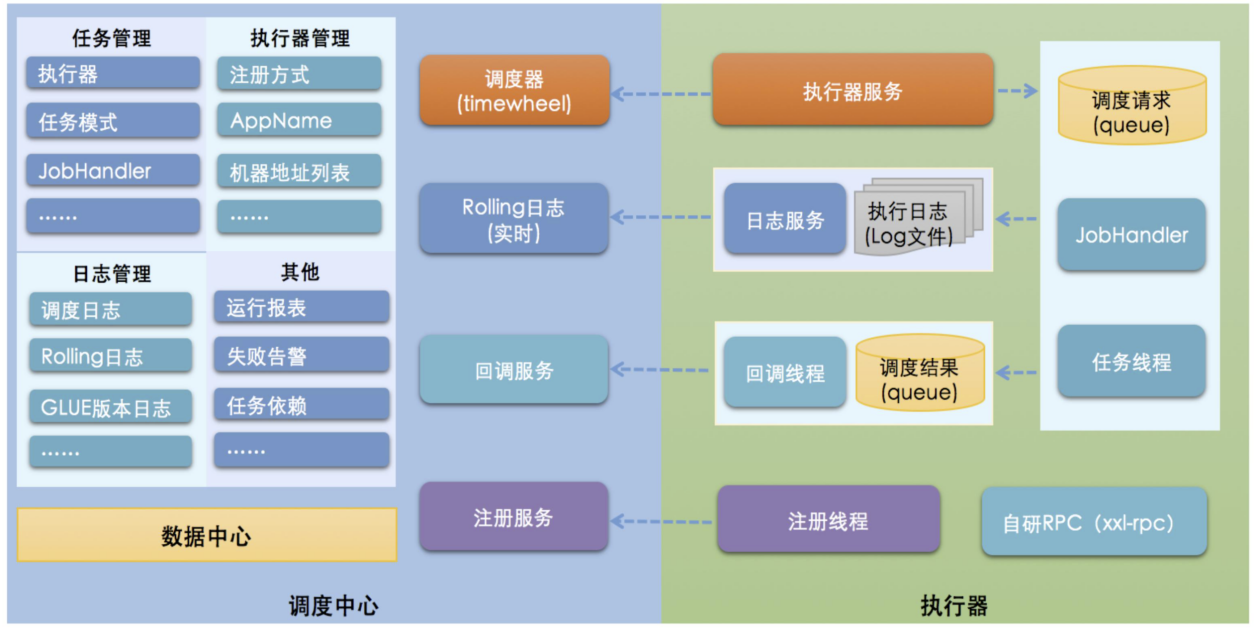 任务管理
执行器
任务模式
JobHandler
......
执行器管理
注册方式
AppName
机器地址列表
......
日志管理
调度日志
Rolling日志
GLUE版本日志
......
其他
运行报表
失败告警
任务依赖
......
数据中心
调度器
(timewheel)
Rolling日志
(实时)
回调服务
注册服务
调度中心
执行器服务
日志服务
执行日志
(Log文件)
回调线程
调度结果
(queue)
注册线程
调度请求
(queue)
JobHandler
任务线程
自研RPC（xxl-rpc）
执行器